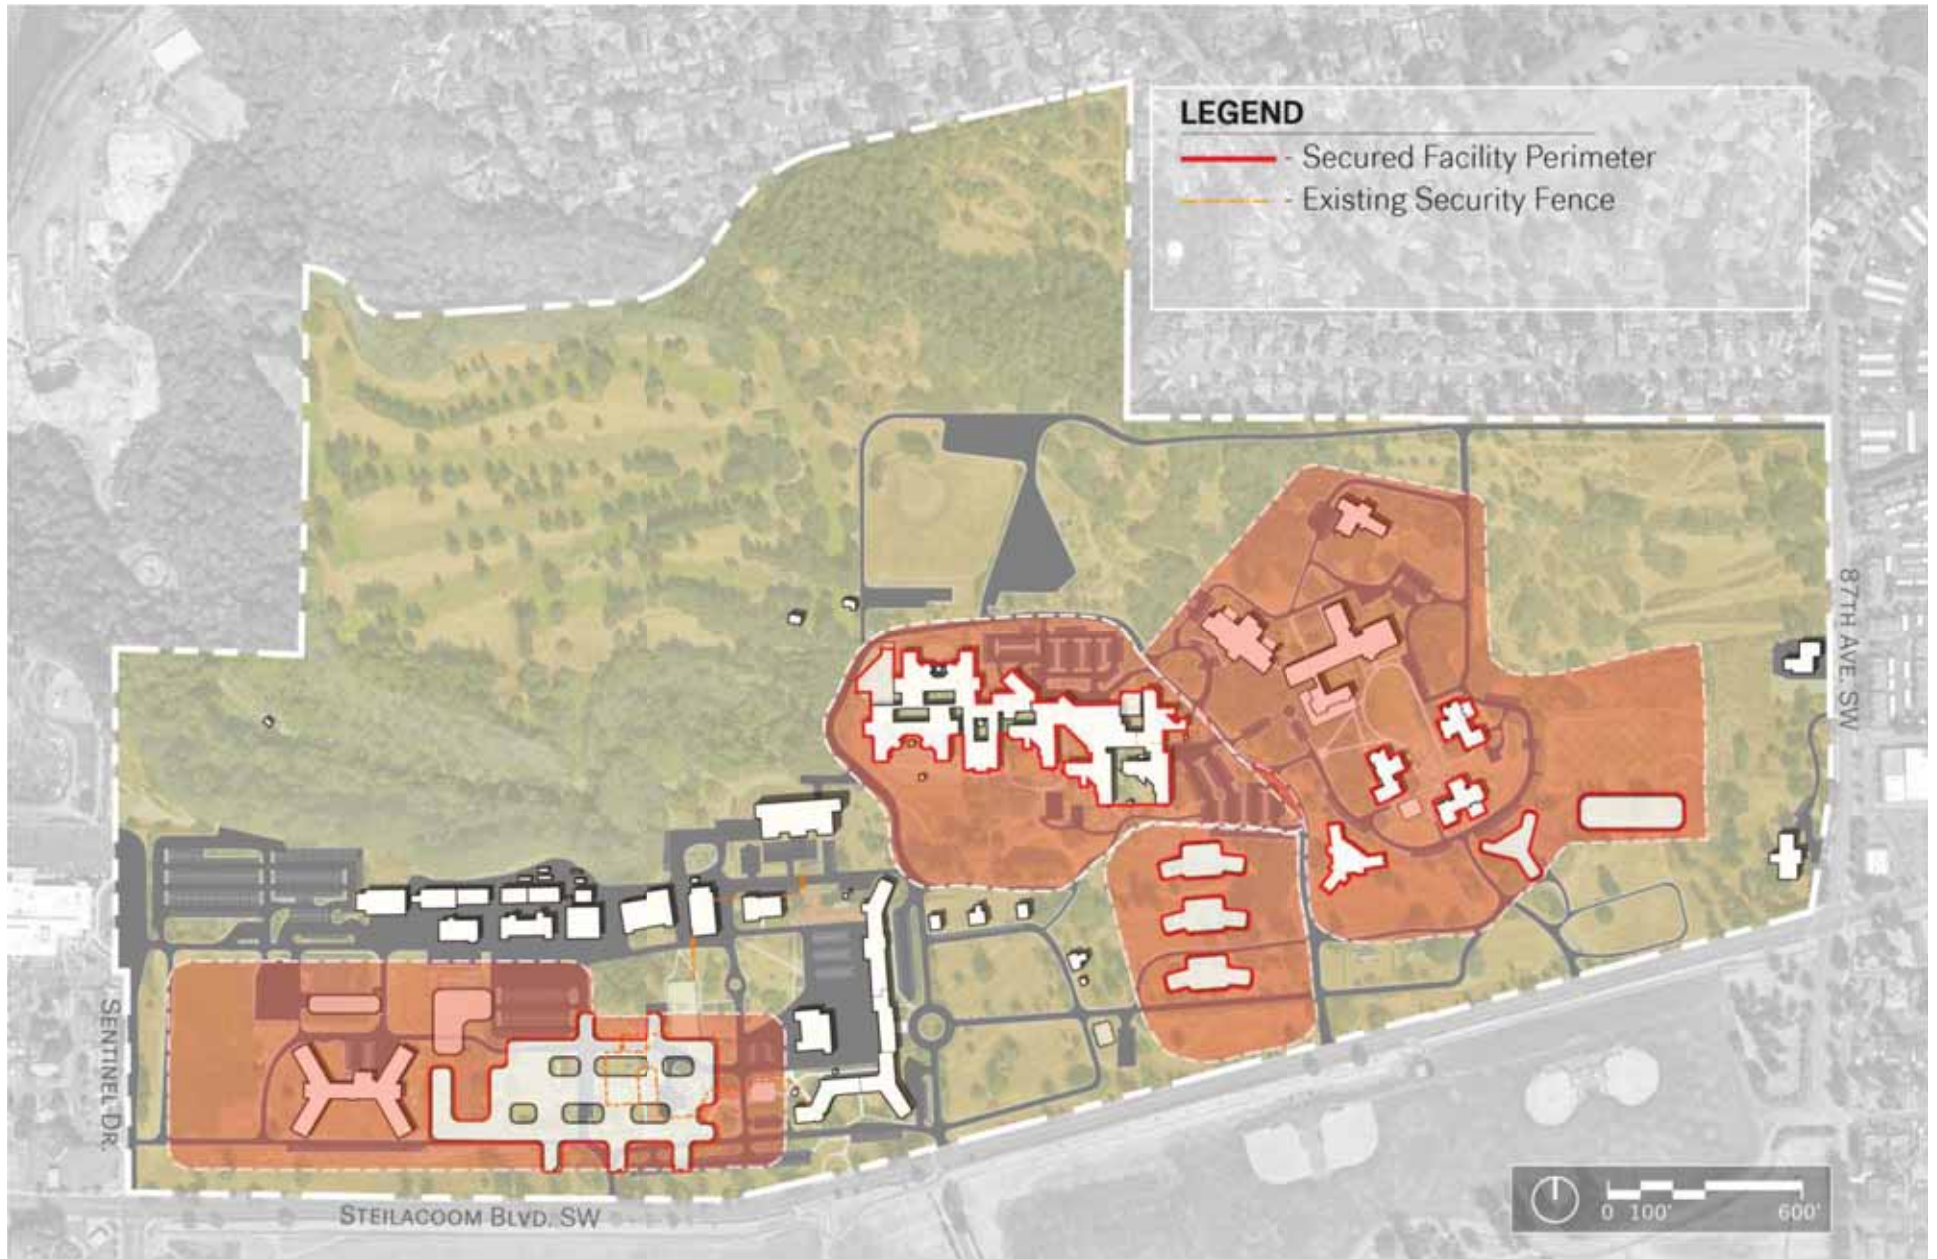 LEGEND
- Secured Facility Perimeter
- Existing Security Fence
87TH AVE. SW
SENTINEL DR.
STEILACOOM BLVD. SW
0 100' 600'